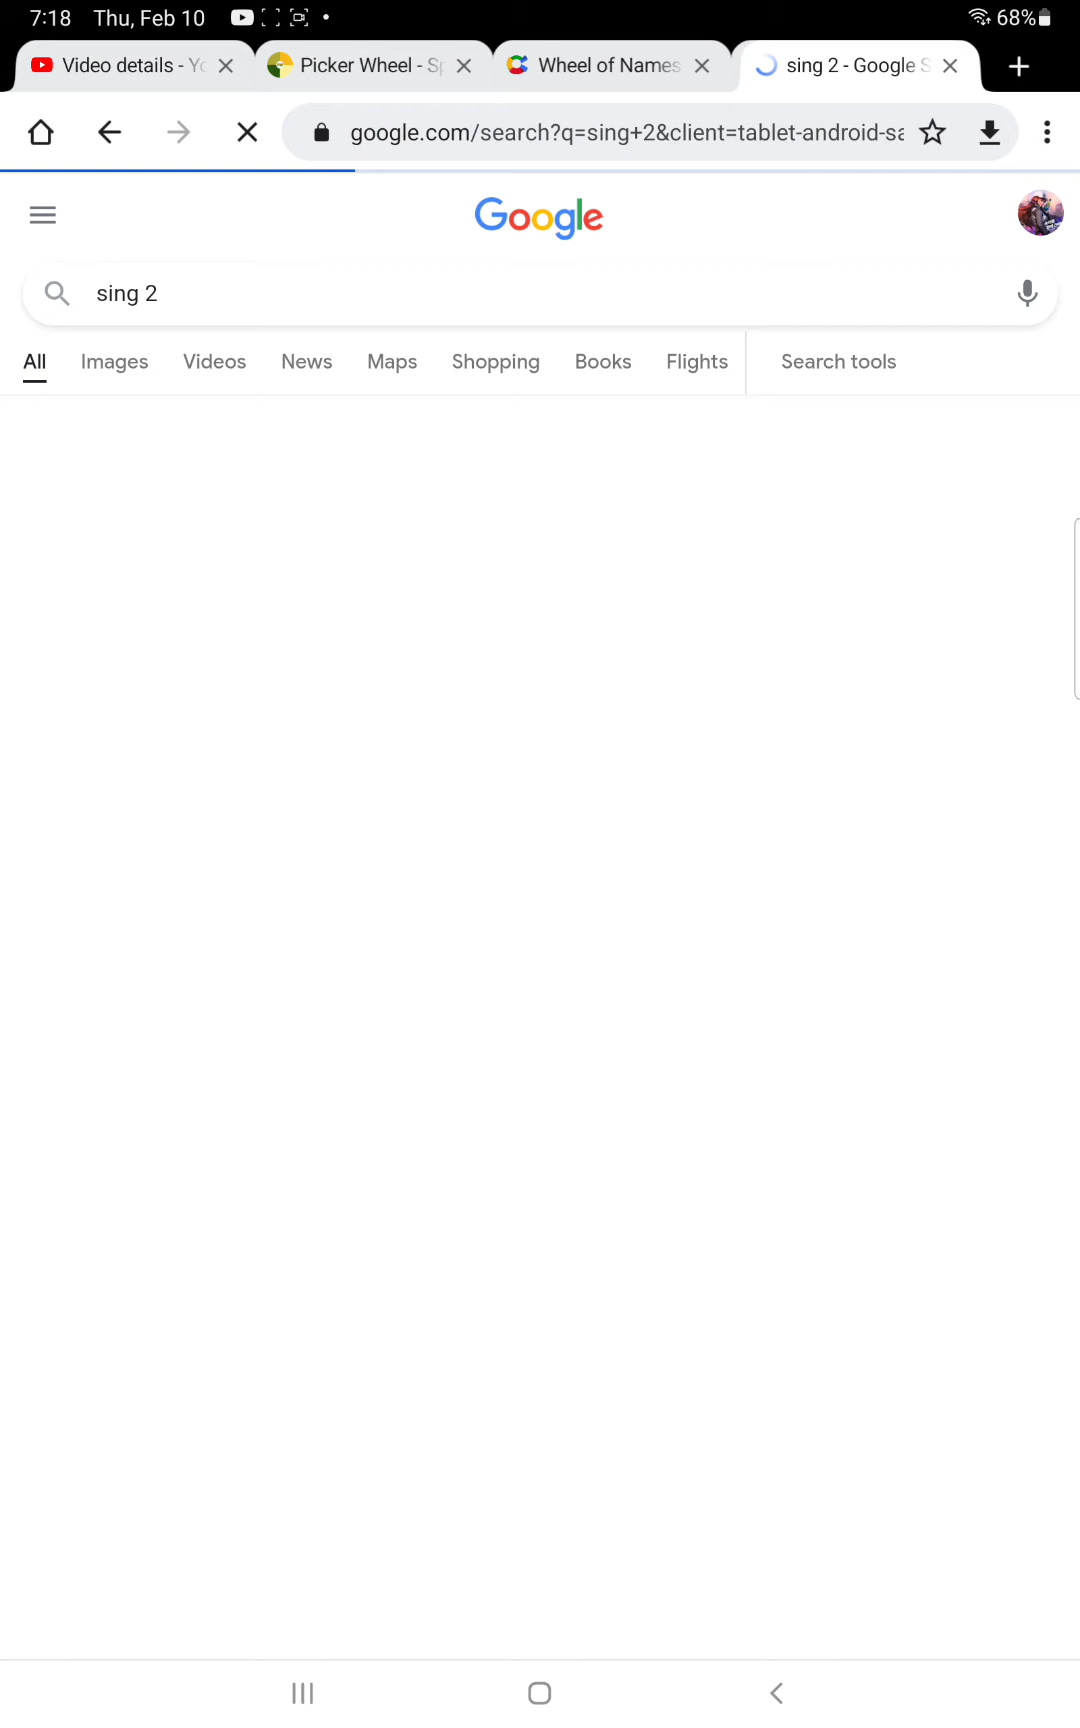 7:18 Thu, Feb 10 68%
Video details - Yo Picker Wheel - Sp Wheel of Names sing 2 - Google S
google.com/search?q=sing+2&client=tablet-android-sa
Google
sing 2
All Images Videos News Maps Shopping Books Flights Search tools